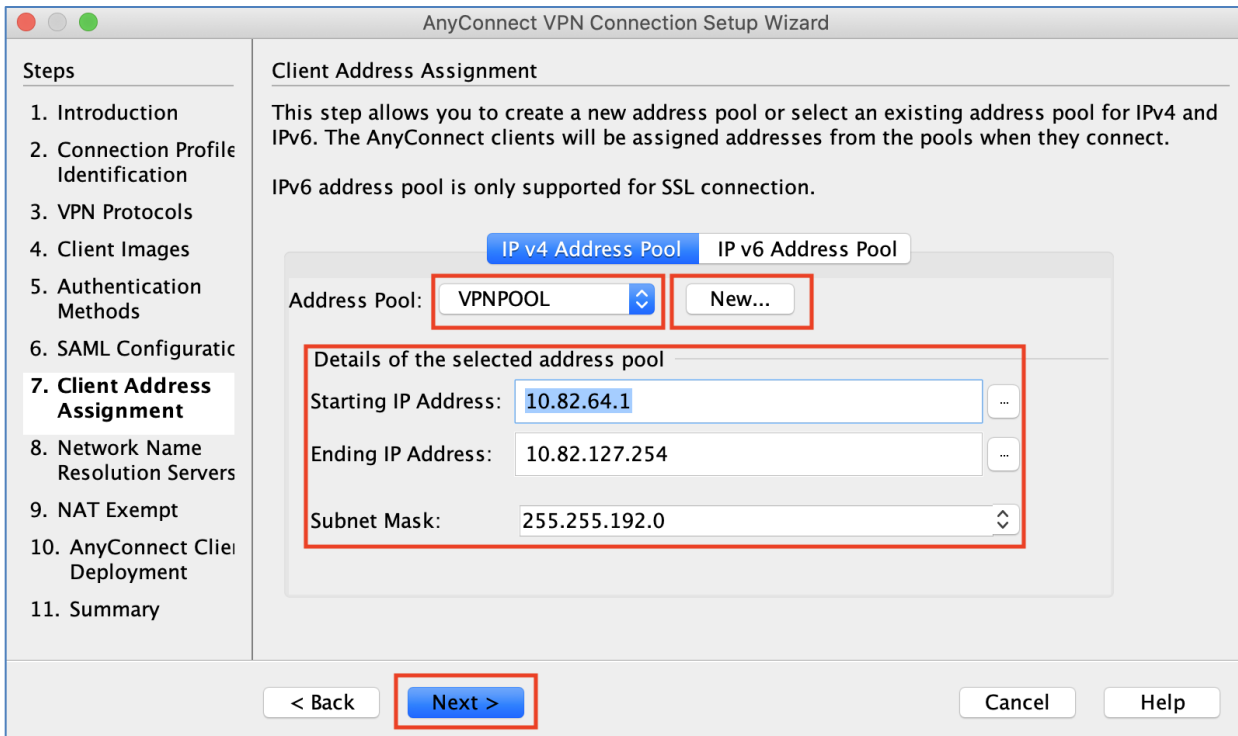 AnyConnect VPN Connection Setup Wizard
Steps
1. Introduction
2. Connection Profile
Identification
3. VPN Protocols
4. Client Images
5. Authentication
Methods
6. SAML Configuratic
7. Client Address
Assignment
8. Network Name
Resolution Servers
9. NAT Exempt
10. AnyConnect Clier
Deployment
11. Summary
Client Address Assignment
This step allows you to create a new address pool or select an existing address pool for IPv4 and
IPv6. The AnyConnect clients will be assigned addresses from the pools when they connect.
IPv6 address pool is only supported for SSL connection.
IP v4 Address Pool IP v6 Address Pool
Address Pool: VPNPOOL New...
Details of the selected address pool
Starting IP Address: 10.82.64.1 ...
Ending IP Address: 10.82.127.254 ...
Subnet Mask: 255.255.192.0
< Back Next > Cancel Help